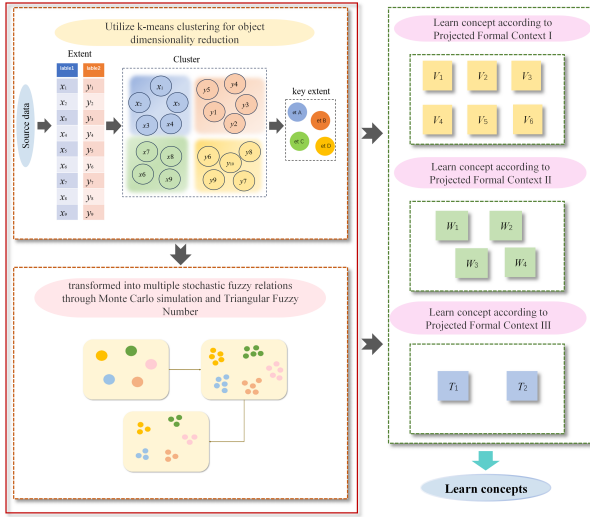 Utilize k-means clustering for object
dimensionality reduction
Extent
Cluster
key extent
Source data
table1 table2
x₁ y₁
x₂ y₂
x₃ y₃
x₄ y₄
x₅ y₅
x₆ y₆
x₇ y₇
x₈ y₈
x₉ y₉
x₁
x₂
x3 x4
y5 y4
y1 y3
y2
x7 x8
x6 x9
y6 y₁₀ y8
y9 y7
et A
et B
et C
et D
transformed into multiple stochastic fuzzy relations
through Monte Carlo simulation and Triangular Fuzzy
Number
Learn concept according to
Projected Formal Context I
V₁ V₂ V₃
V₄ V₅ V₆
Learn concept according to
Projected Formal Context II
W₁ W₂
W₃ W₄
Learn concept according to
Projected Formal Context III
T₁ T₂
Learn concepts